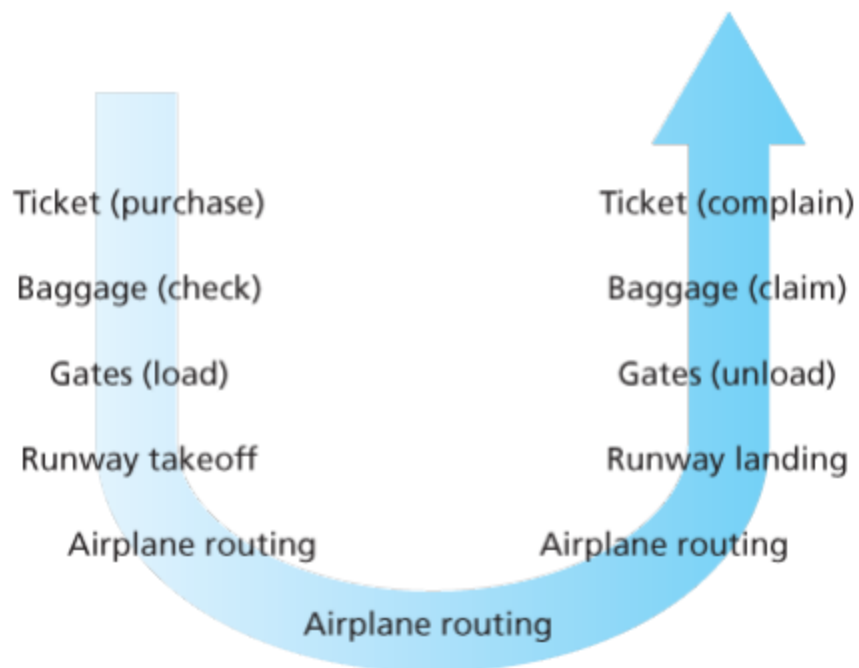 Ticket (purchase)
Baggage (check)
Gates (load)
Runway takeoff
Airplane routing
Airplane routing
Airplane routing
Runway landing
Gates (unload)
Baggage (claim)
Ticket (complain)